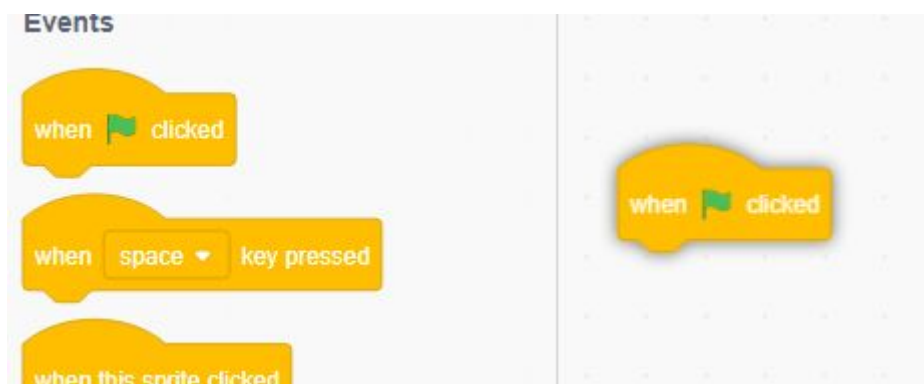 Events
when clicked
when clicked
when space key pressed
when this sprite clicked